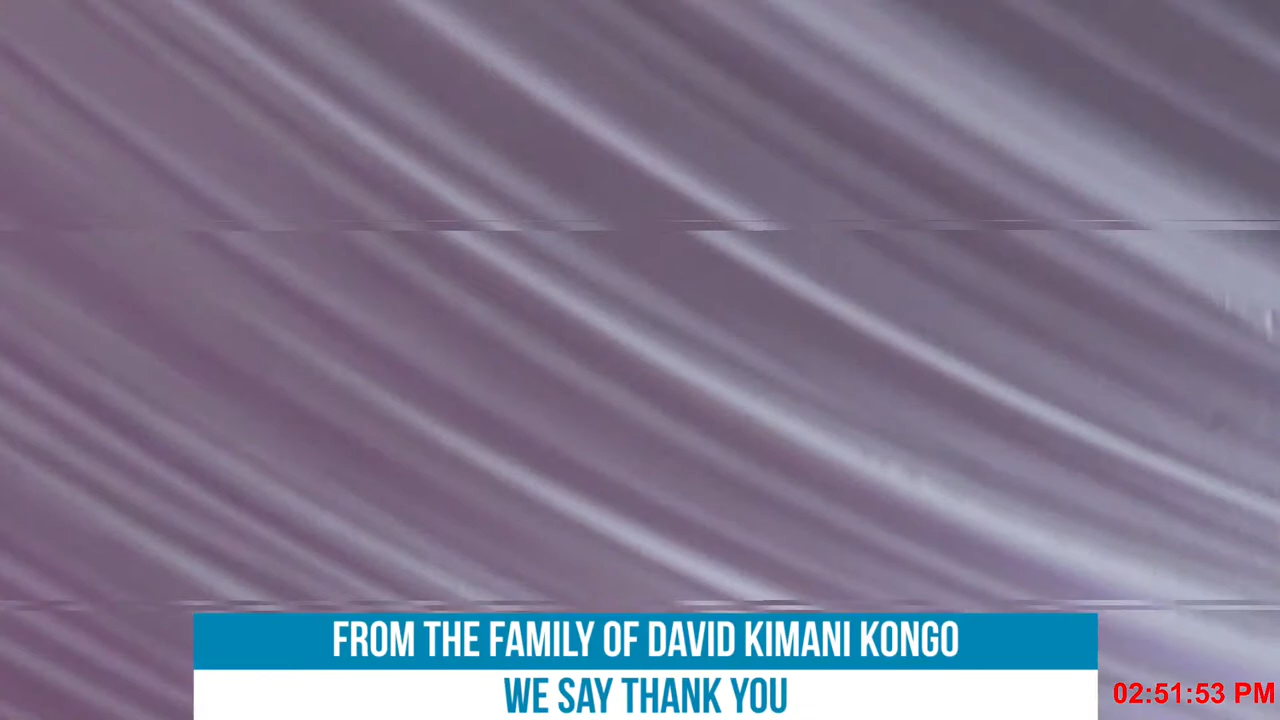 FROM THE FAMILY OF DAVID KIMANI KONGO
WE SAY THANK YOU
02:51:53 PM